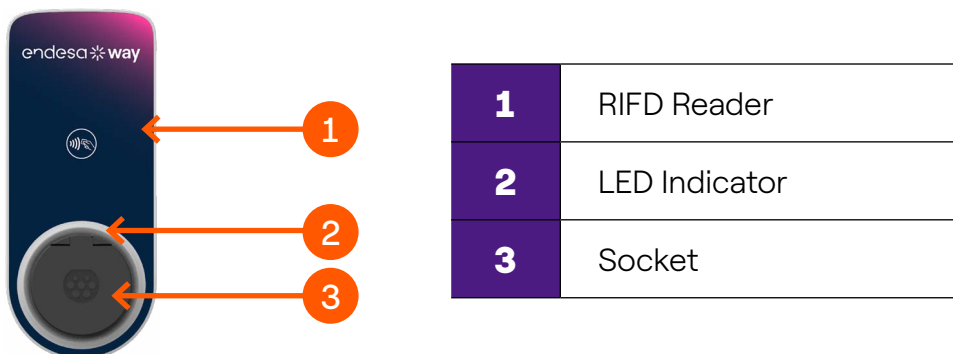 endesa way
1
2
3
1 RIFD Reader
2 LED Indicator
3 Socket